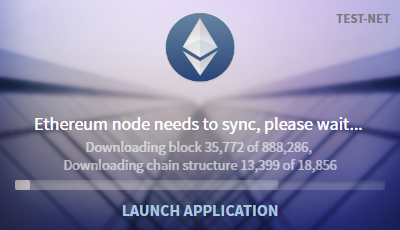 TEST-NET
Ethereum node needs to sync, please wait...
Downloading block 35,772 of 888,286,
Downloading chain structure 13,399 of 18,856
LAUNCH APPLICATION